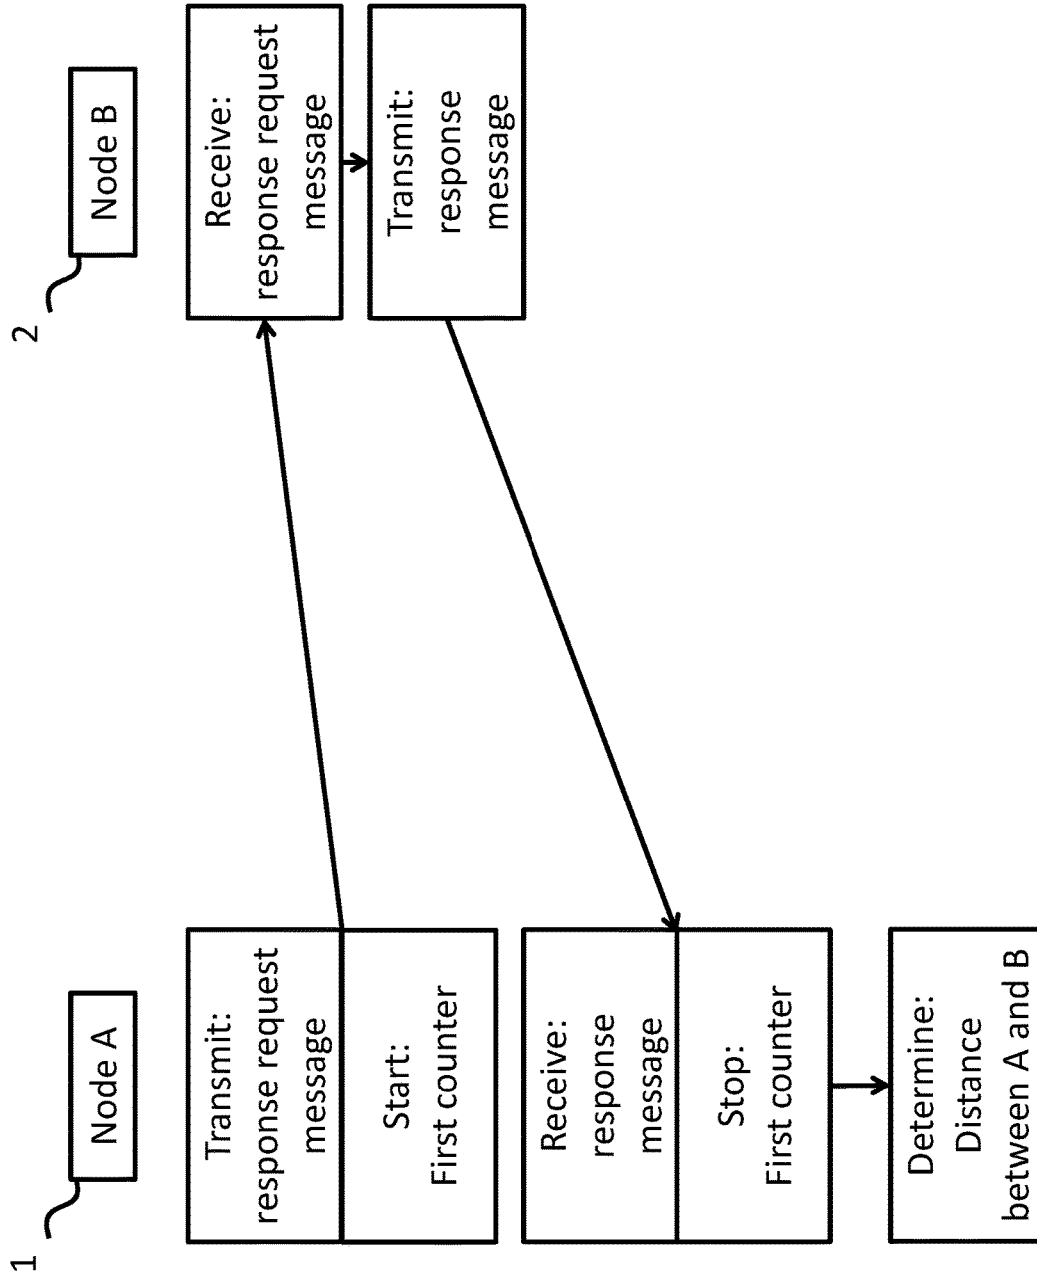 1
Node A
Transmit:
response request
message
Start:
First counter
Receive:
response
message
Stop:
First counter
Determine:
Distance
between A and B
2
Node B
Receive:
response request
message
Transmit:
response
message